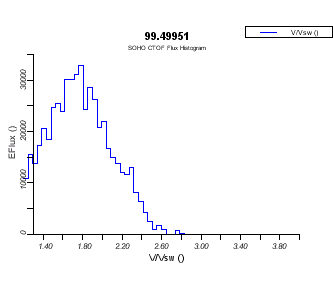 V/Vsw ()
99.49951
SOHO CTOF Flux Histogram
EFlux ()
30000
20000
10000
0
1.40 1.80 2.20 2.60 3.00 3.40 3.80
V/Vsw ()